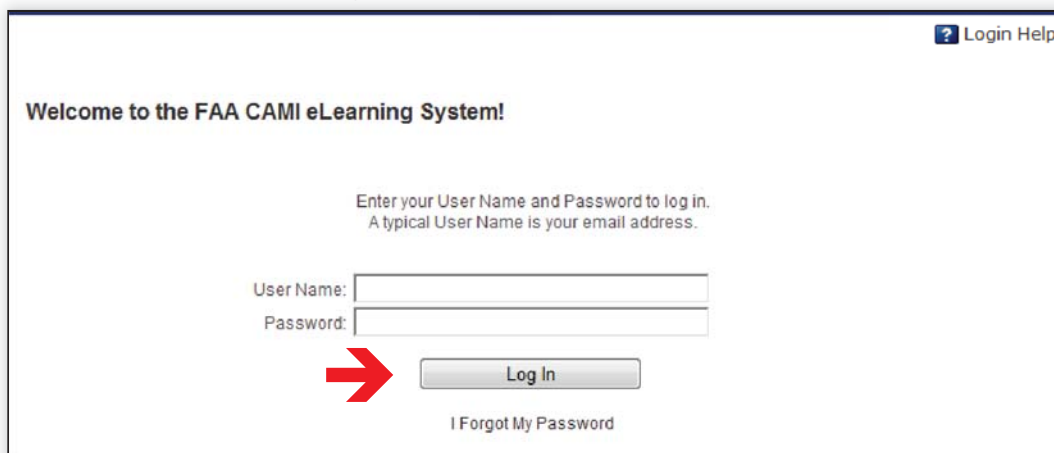 ? Login Help
Welcome to the FAA CAMI eLearning System!
Enter your User Name and Password to log in.
A typical User Name is your email address.
User Name:
Password:
Log In
I Forgot My Password